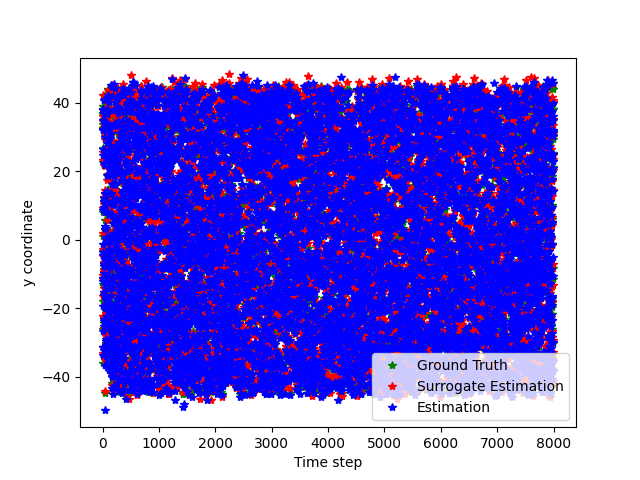 40
20
0
−20
−40
y coordinate
0 1000 2000 3000 4000 5000 6000 7000 8000
Time step
Ground Truth
Surrogate Estimation
Estimation